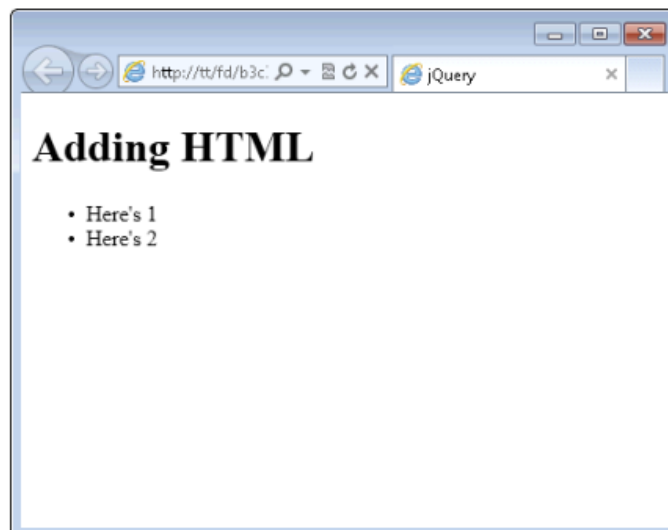 http://tt/fd/b3c
jQuery
Adding HTML
• Here's 1
• Here's 2